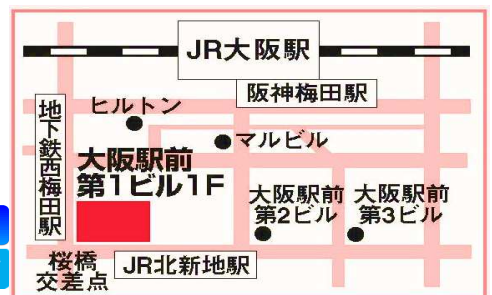 JR大阪駅
阪神梅田駅
ヒルトン
マルビル
地下鉄西梅田駅
大阪駅前
第1ビル1F
大阪駅前
第2ビル
大阪駅前
第3ビル
桜橋
交差点
JR北新地駅